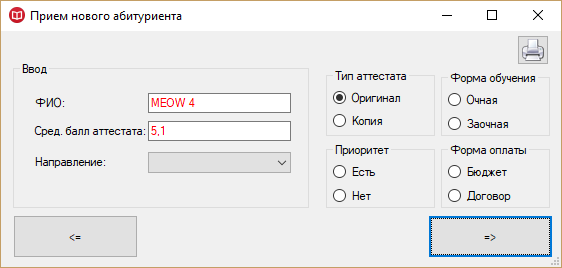 Прием нового абитуриента
Ввод
ФИО:
MEOW 4
Сред. балл аттестата:
5,1
Направление:
Тип аттестата
Оригинал
Копия
Форма обучения
Очная
Заочная
Приоритет
Есть
Нет
Форма оплаты
Бюджет
Договор
<=
=>